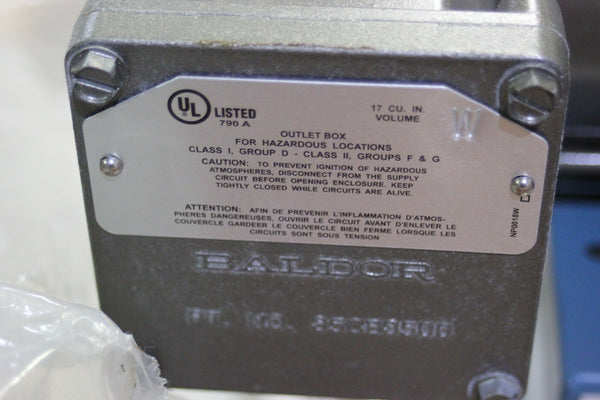 UL LISTED
790 A
17 CU. IN.
VOLUME
W
OUTLET BOX
FOR HAZARDOUS LOCATIONS
CLASS I, GROUP D - CLASS II, GROUPS F & G
CAUTION: TO PREVENT IGNITION OF HAZARDOUS
ATMOSPHERES, DISCONNECT FROM THE SUPPLY
CIRCUIT BEFORE OPENING ENCLOSURE. KEEP
TIGHTLY CLOSED WHILE CIRCUITS ARE ALIVE.
ATTENTION: AFIN DE PREVENIR L'INFLAMMATION D'ATMOS-
PHERES DANGEREUSES, OUVRIR LE CIRCUIT AVANT D'ENLEVER LE
COUVERCLE GARDEER LE COUVERCLE BIEN FERME LORSQUE LES
CIRCUITS SONT SOUS TENSION
NP0018W
BALDOR
PT. NO.